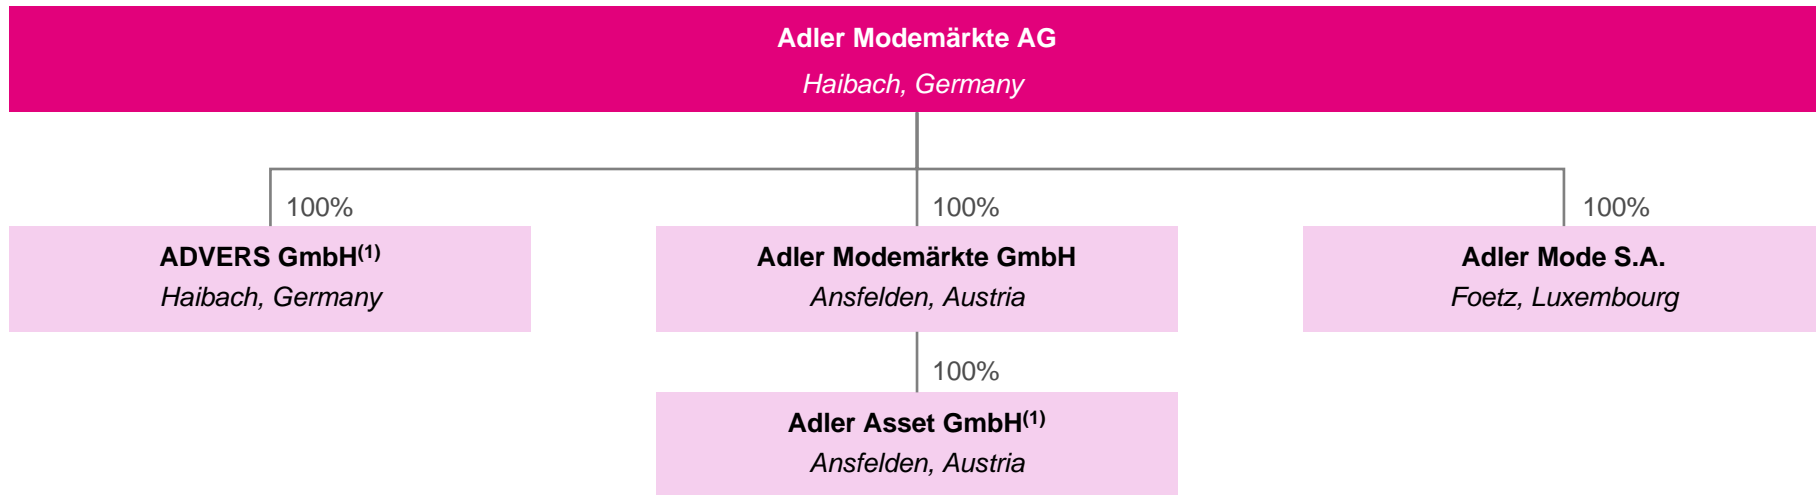 Adler Modemärkte AG
Haibach, Germany
100%
100%
100%
ADVERS GmbH(1)
Haibach, Germany
Adler Modemärkte GmbH
Ansfelden, Austria
Adler Mode S.A.
Foetz, Luxembourg
100%
Adler Asset GmbH(1)
Ansfelden, Austria